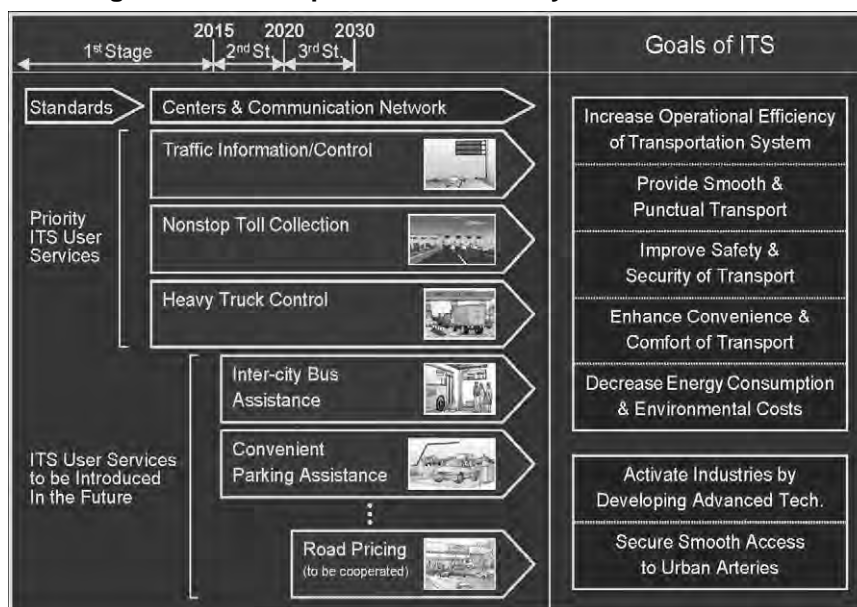 2015 2020 2030
1st Stage 2nd St. 3rd St.
Goals of ITS
Standards
Centers & Communication Network
Traffic Information/Control
Priority
ITS User
Services
Nonstop Toll Collection
Heavy Truck Control
Inter-city Bus
Assistance
ITS User Services
to be Introduced
In the Future
Convenient
Parking Assistance
Road Pricing
(to be cooperated)
Increase Operational Efficiency
of Transportation System
Provide Smooth &
Punctual Transport
Improve Safety &
Security of Transport
Enhance Convenience &
Comfort of Transport
Decrease Energy Consumption
& Environmental Costs
Activate Industries by
Developing Advanced Tech.
Secure Smooth Access
to Urban Arteries